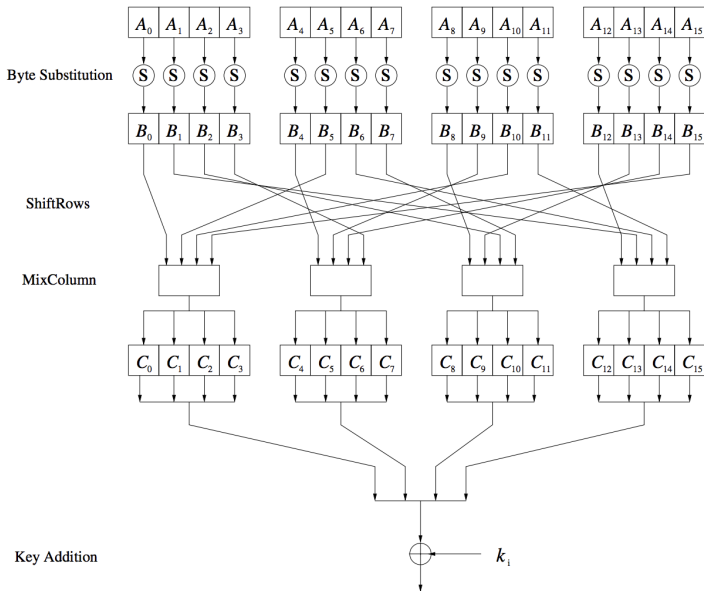 A0 A1 A2 A3 A4 A5 A6 A7 A8 A9 A10 A11 A12 A13 A14 A15
Byte Substitution S S S S S S S S S S S S S S S S
B0 B1 B2 B3 B4 B5 B6 B7 B8 B9 B10 B11 B12 B13 B14 B15
ShiftRows
MixColumn
C0 C1 C2 C3 C4 C5 C6 C7 C8 C9 C10 C11 C12 C13 C14 C15
Key Addition ki